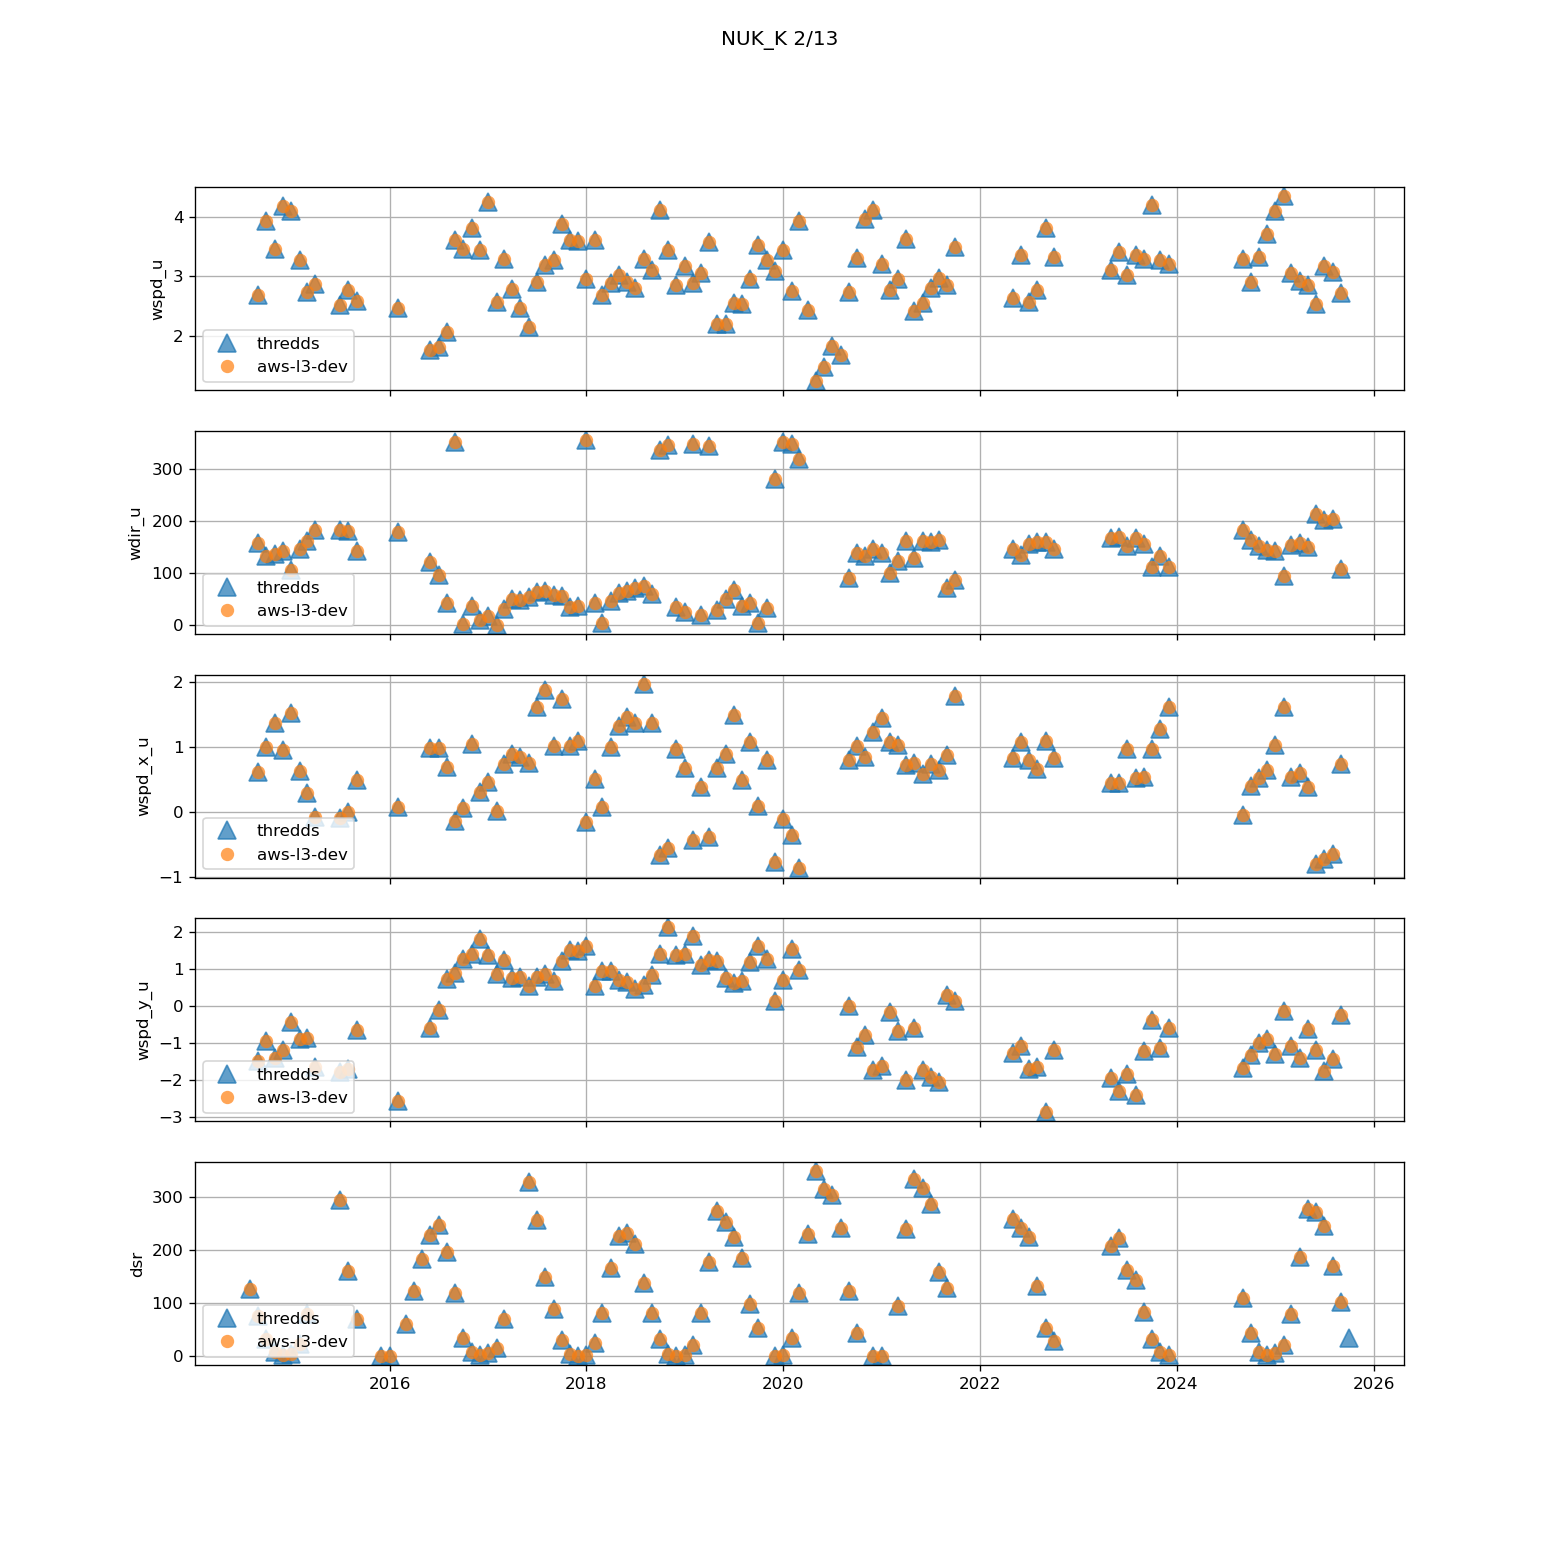 NUK_K 2/13
wspd_u
4
3
2
thredds
aws-l3-dev
wdir_u
300
200
100
0
thredds
aws-l3-dev
wspd_x_u
2
1
0
−1
thredds
aws-l3-dev
wspd_y_u
2
1
0
−1
−2
−3
thredds
aws-l3-dev
dsr
300
200
100
0
thredds
aws-l3-dev
2016 2018 2020 2022 2024 2026